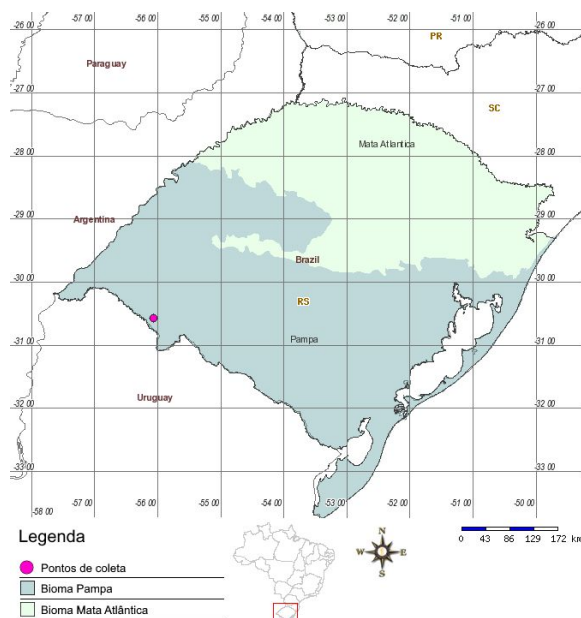 -57 00 -56 00 -55 00 -54 00 -53 00 -52 00 -51 00 -50 00
-26 00 PR -26 00
Paraguay
-27 00 -27 00
SC
Mata Atlantica
-28 00 -28 00
Argentina
-29 00 -29 00
Brazil
-30 00 -30 00
RS
Pampa
-31 00 -31 00
Uruguay
-32 00 -32 00
-33 00 -33 00
-58 00 -57 00 -56 00 -55 00 -54 00 -53 00 -52 00 -51 00 -50 00
Legenda
Pontos de coleta
Bioma Pampa
Bioma Mata Atlântica
N
W E
S
0 43 86 129 172 km